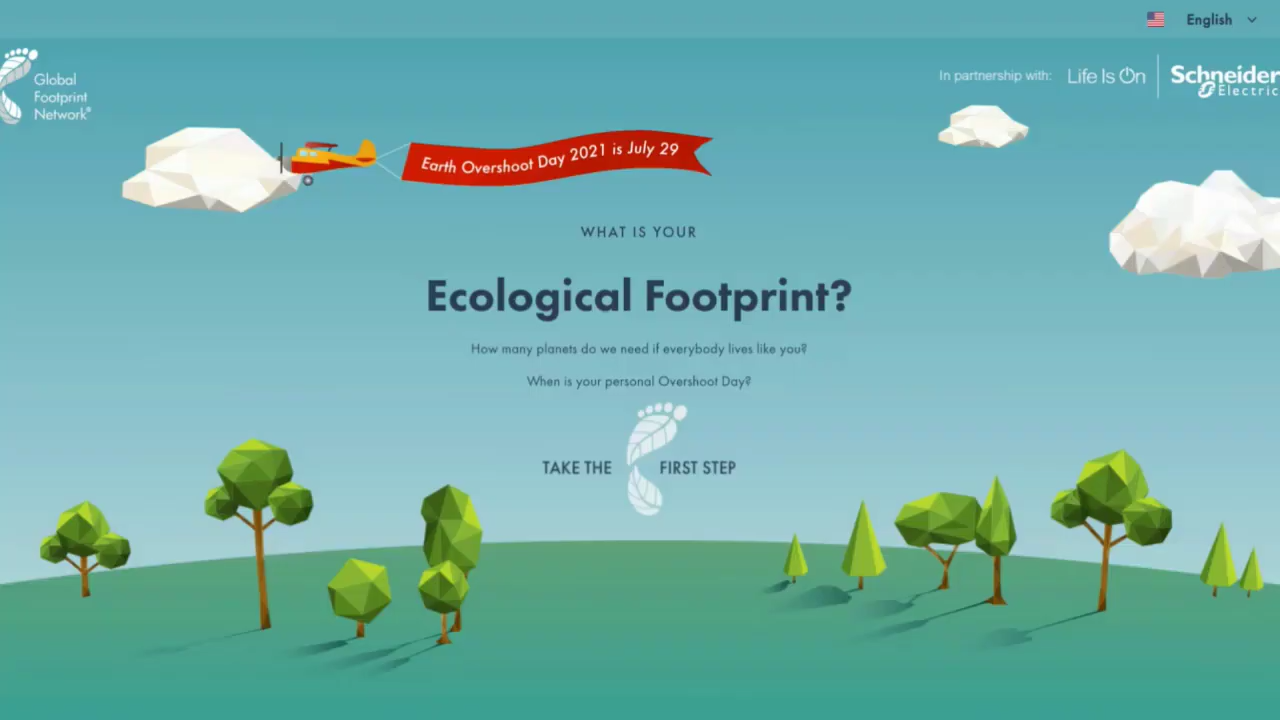 English
Global
Footprint
Network®
In partnership with:
Life Is On
Schneider
Electric
Earth Overshoot Day 2021 is July 29
WHAT IS YOUR
Ecological Footprint?
How many planets do we need if everybody lives like you?
When is your personal Overshoot Day?
TAKE THE FIRST STEP